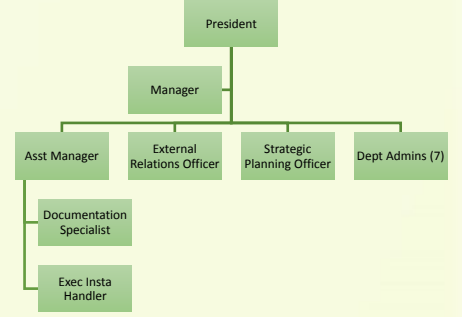 President
Manager
Asst Manager
External
Relations Officer
Strategic
Planning Officer
Dept Admins (7)
Documentation
Specialist
Exec Insta
Handler